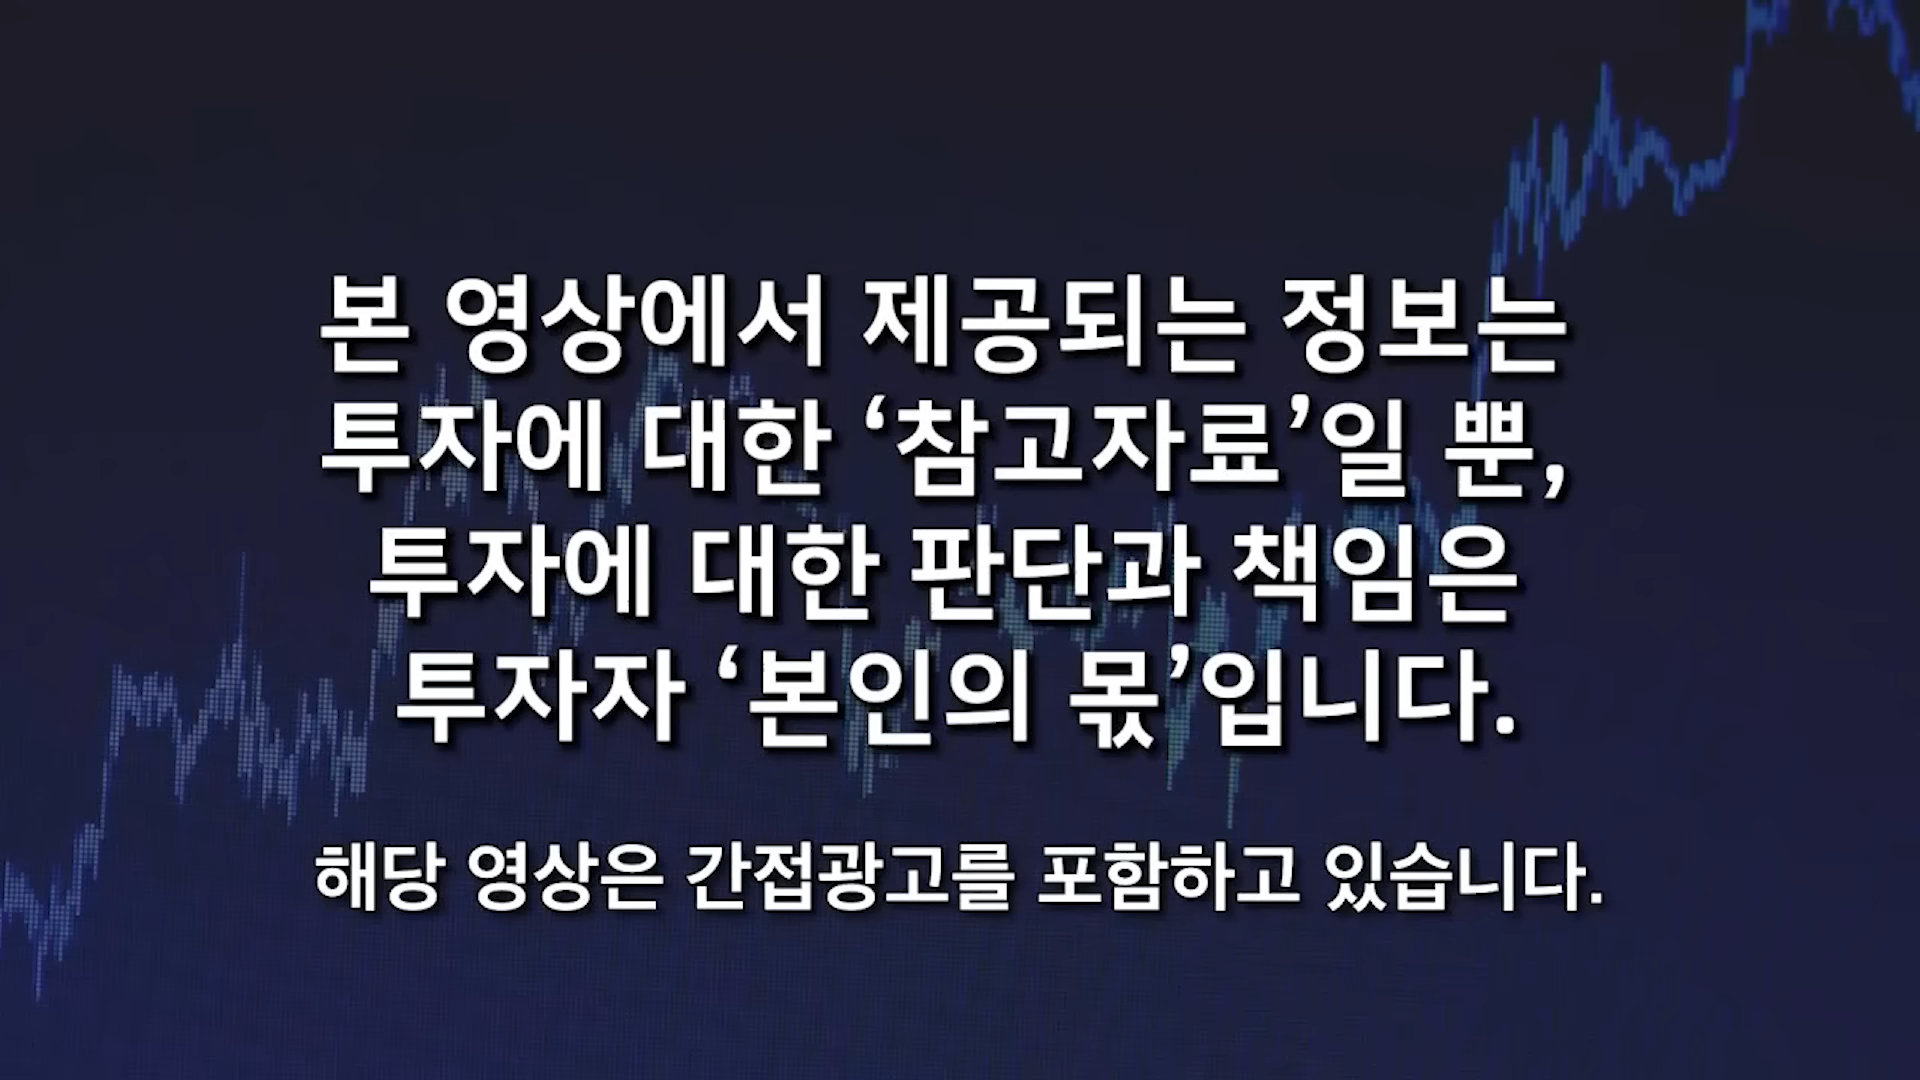 본 영상에서 제공되는 정보는
투자에 대한 ‘참고자료’일 뿐,
투자에 대한 판단과 책임은
투자자 ‘본인의 몫’입니다.
해당 영상은 간접광고를 포함하고 있습니다.